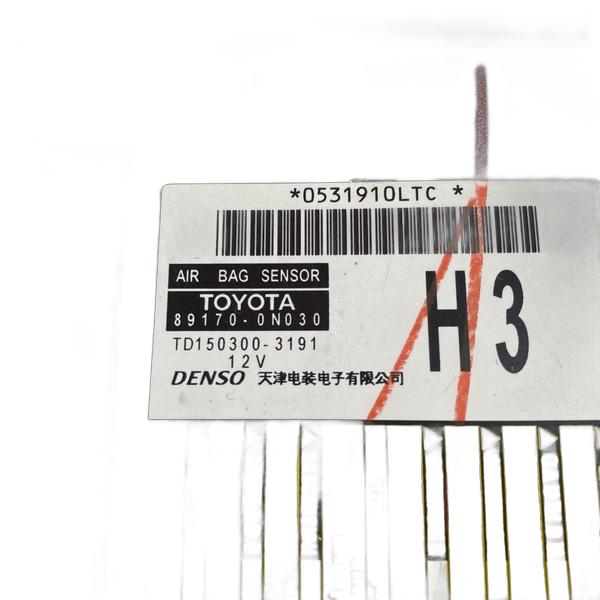 *0531910LTC *
AIR BAG SENSOR
TOYOTA
89170-0N030
H3
TD150300-3191
12V
DENSO 天津电装电子有限公司